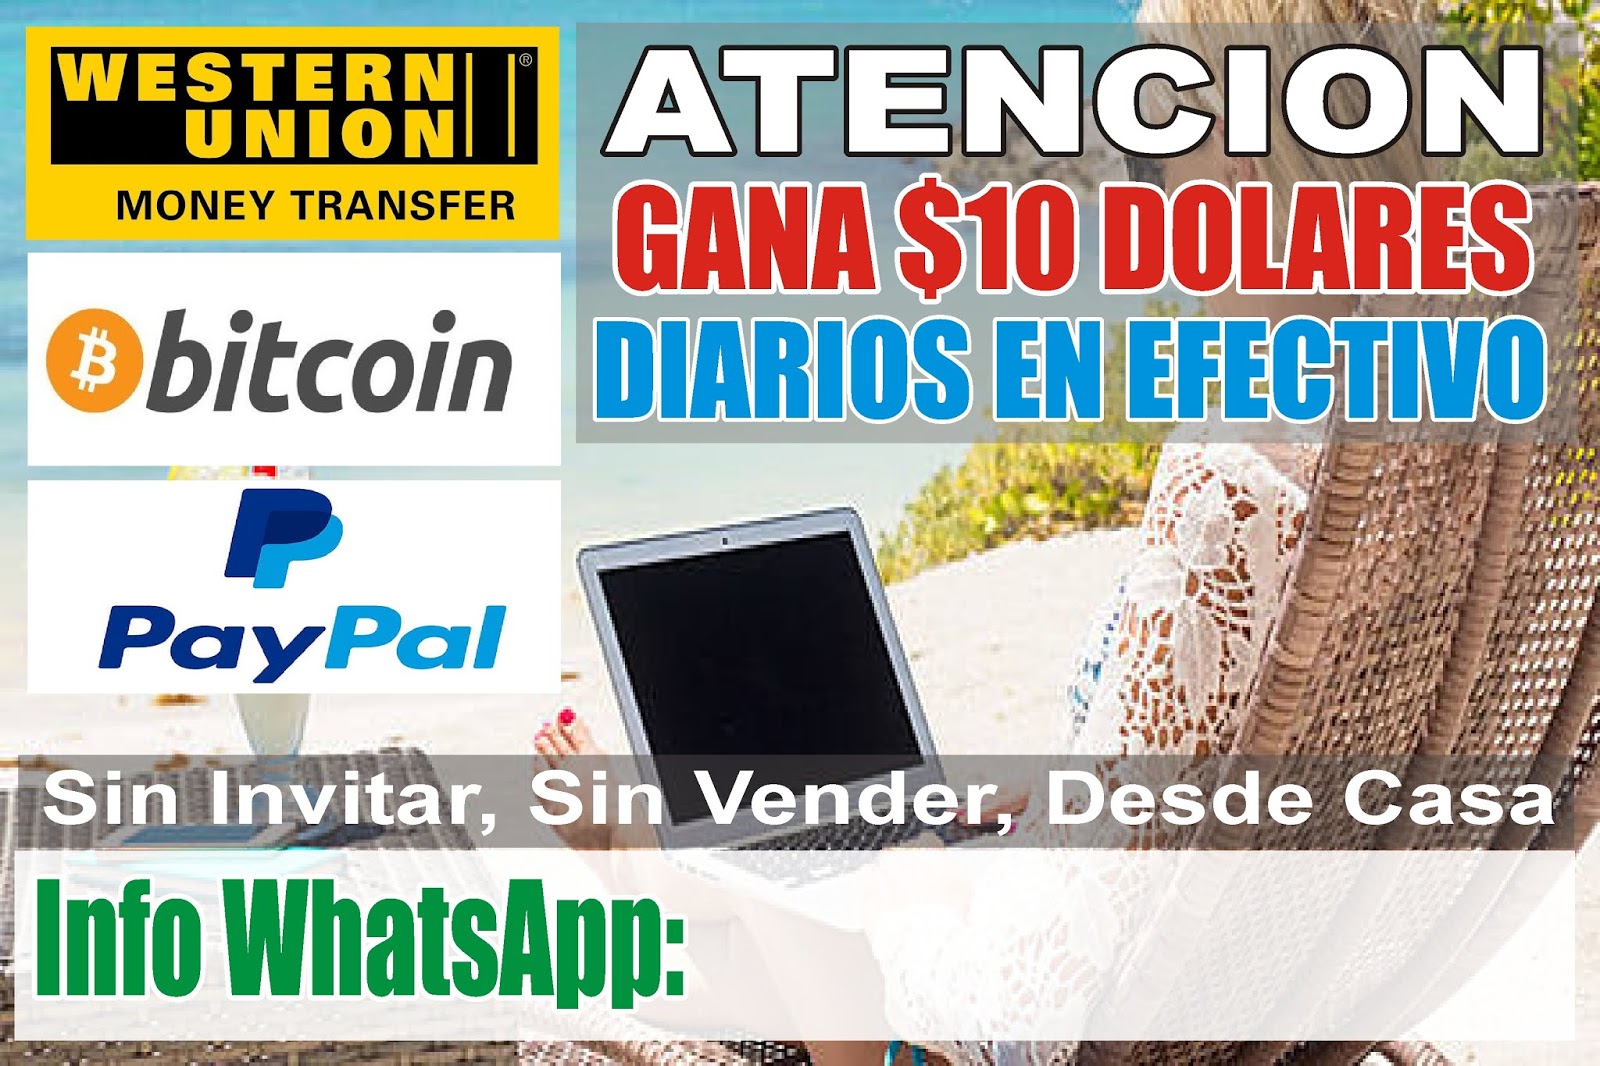 WESTERN
UNION ®
MONEY TRANSFER
bitcoin
PayPal
ATENCION
GANA $10 DOLARES
DIARIOS EN EFECTIVO
Sin Invitar, Sin Vender, Desde Casa
Info WhatsApp: